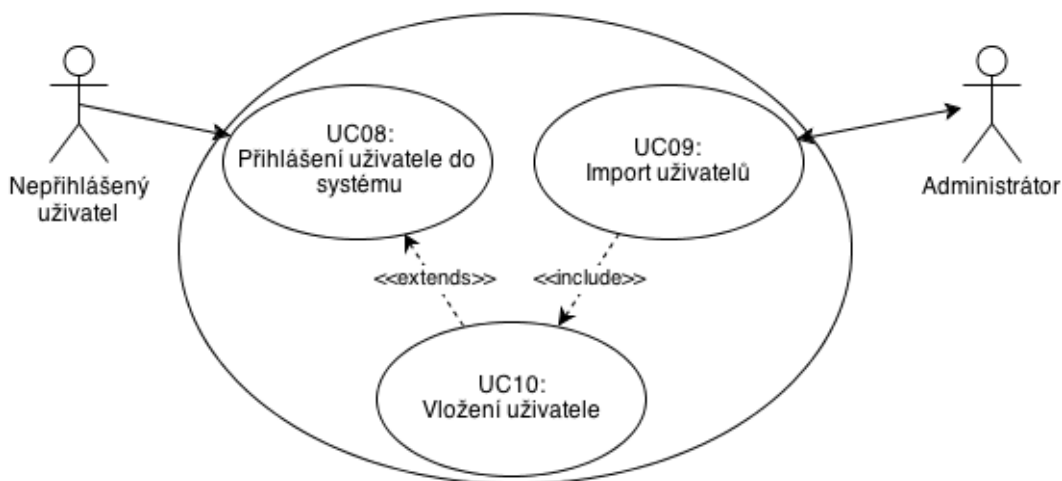 UC08:
Přihlášení uživatele do
systému
UC09:
Import uživatelů
Nepřihlášený
uživatel
Administrátor
<<extends>>
<<include>>
UC10:
Vložení uživatele